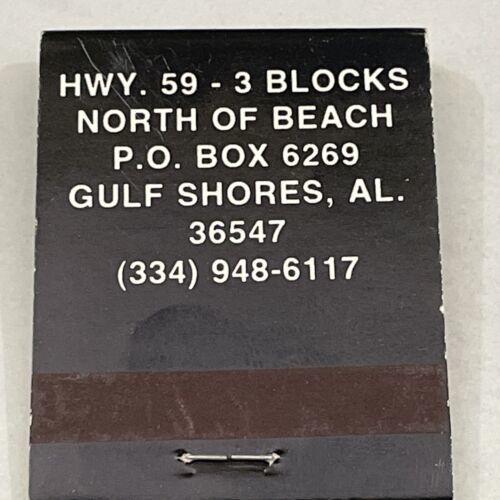 HWY. 59 - 3 BLOCKS
NORTH OF BEACH
P.O. BOX 6269
GULF SHORES, AL.
36547
(334) 948-6117